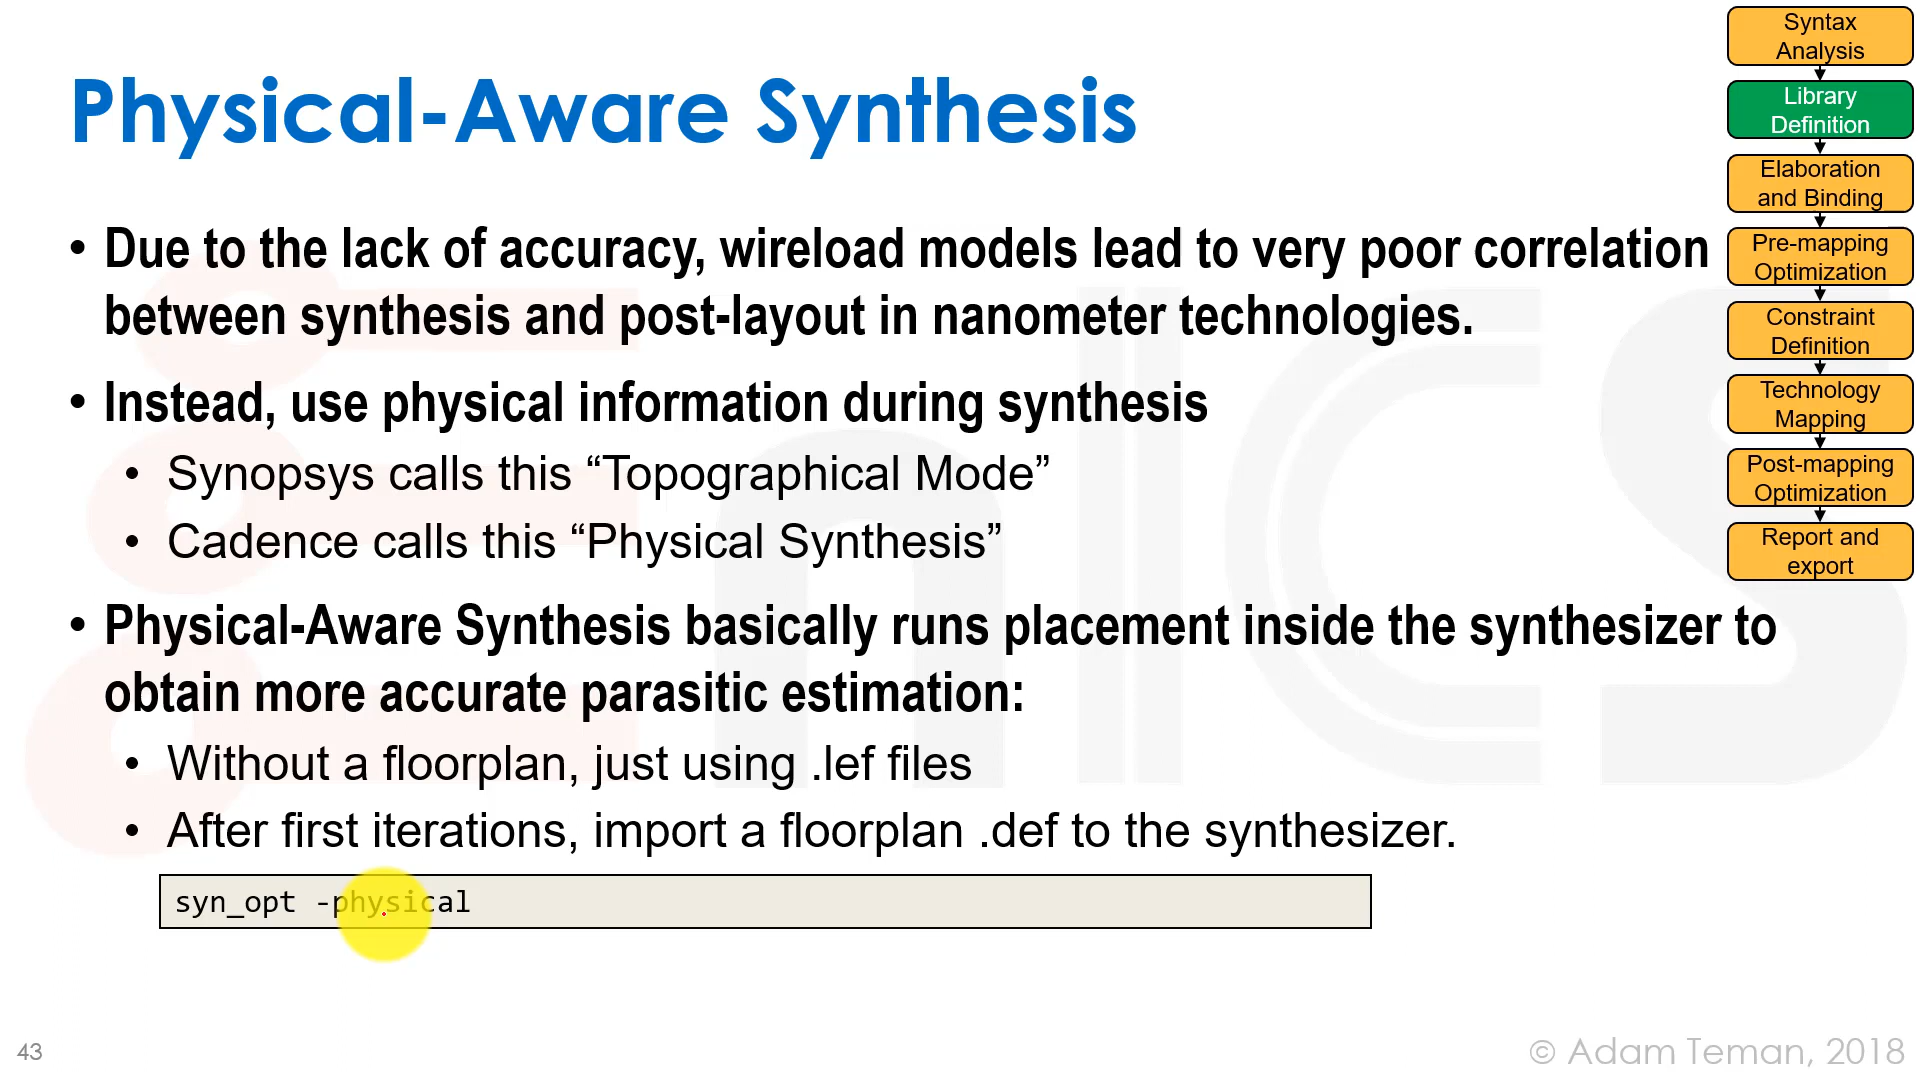 Physical-Aware Synthesis
• Due to the lack of accuracy, wireload models lead to very poor correlation
between synthesis and post-layout in nanometer technologies.
• Instead, use physical information during synthesis
• Synopsys calls this “Topographical Mode”
• Cadence calls this “Physical Synthesis”
• Physical-Aware Synthesis basically runs placement inside the synthesizer to
obtain more accurate parasitic estimation:
• Without a floorplan, just using .lef files
• After first iterations, import a floorplan .def to the synthesizer.
syn_opt -physical
Syntax
Analysis
Library
Definition
Elaboration
and Binding
Pre-mapping
Optimization
Constraint
Definition
Technology
Mapping
Post-mapping
Optimization
Report and
export
43
© Adam Teman, 2018
nICS